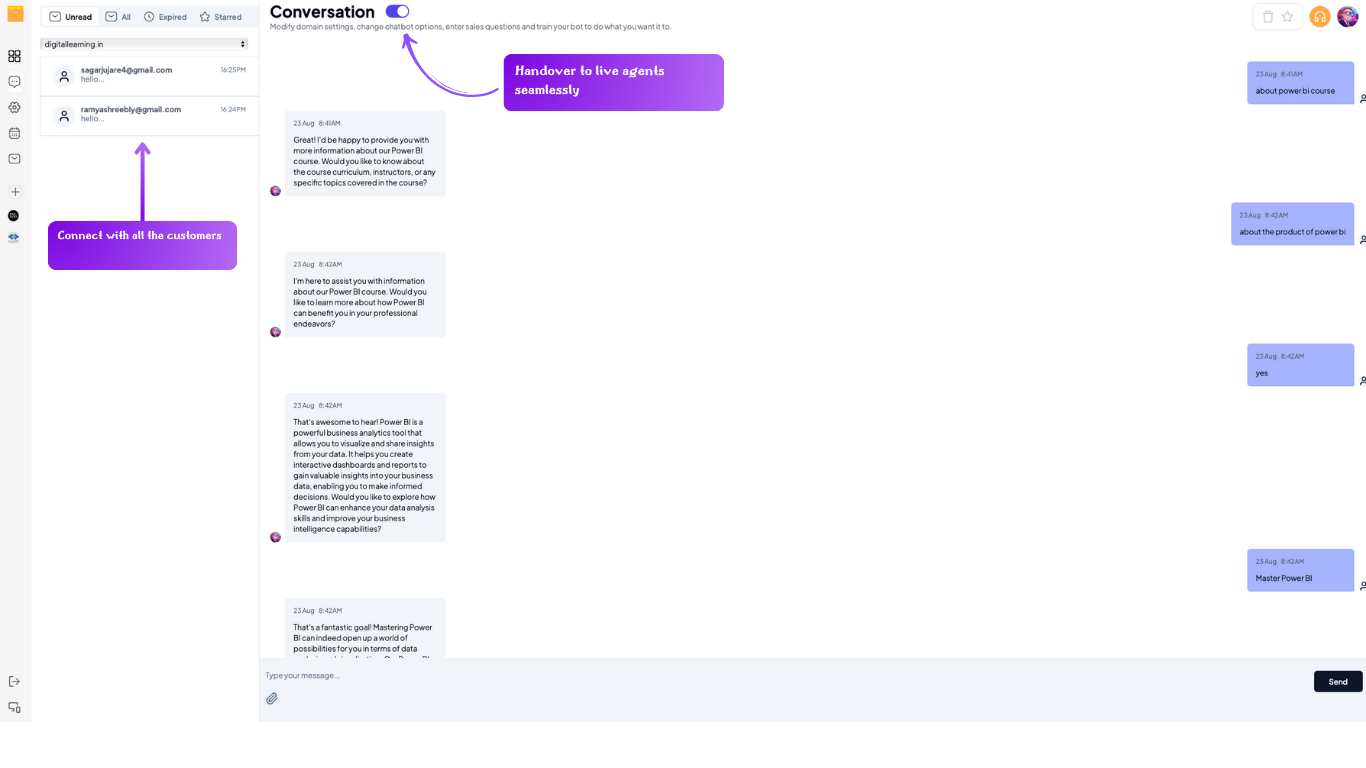 Unread
All
Expired
Starred
digitallearning.in
sagarjujare4@gmail.com
16:25PM
hello...
ramyashreebly@gmail.com
16:24PM
hello...
Connect with all the customers
Conversation
Modify domain settings, change chatbot options, enter sales questions and train your bot to do what you want it to.
Handover to live agents
seamlessly
23 Aug 8:41AM
about power bi course
23 Aug 8:41AM
Great! I'd be happy to provide you with
more information about our Power BI
course. Would you like to know about
the course curriculum, instructors, or any
specific topics covered in the course?
23 Aug 8:42AM
about the product of power bi
23 Aug 8:42AM
I'm here to assist you with information
about our Power BI course. Would you
like to learn more about how Power BI
can benefit you in your professional
endeavors?
23 Aug 8:42AM
yes
23 Aug 8:42AM
That's awesome to hear! Power BI is a
powerful business analytics tool that
allows you to visualize and share insights
from your data. It helps you create
interactive dashboards and reports to
gain valuable insights into your business
data, enabling you to make informed
decisions. Would you like to explore how
Power BI can enhance your data analysis
skills and improve your business
intelligence capabilities?
23 Aug 8:42AM
Master Power BI
23 Aug 8:42AM
That's a fantastic goal! Mastering Power
BI can indeed open up a world of
possibilities for you in terms of data
Type your message...
Send